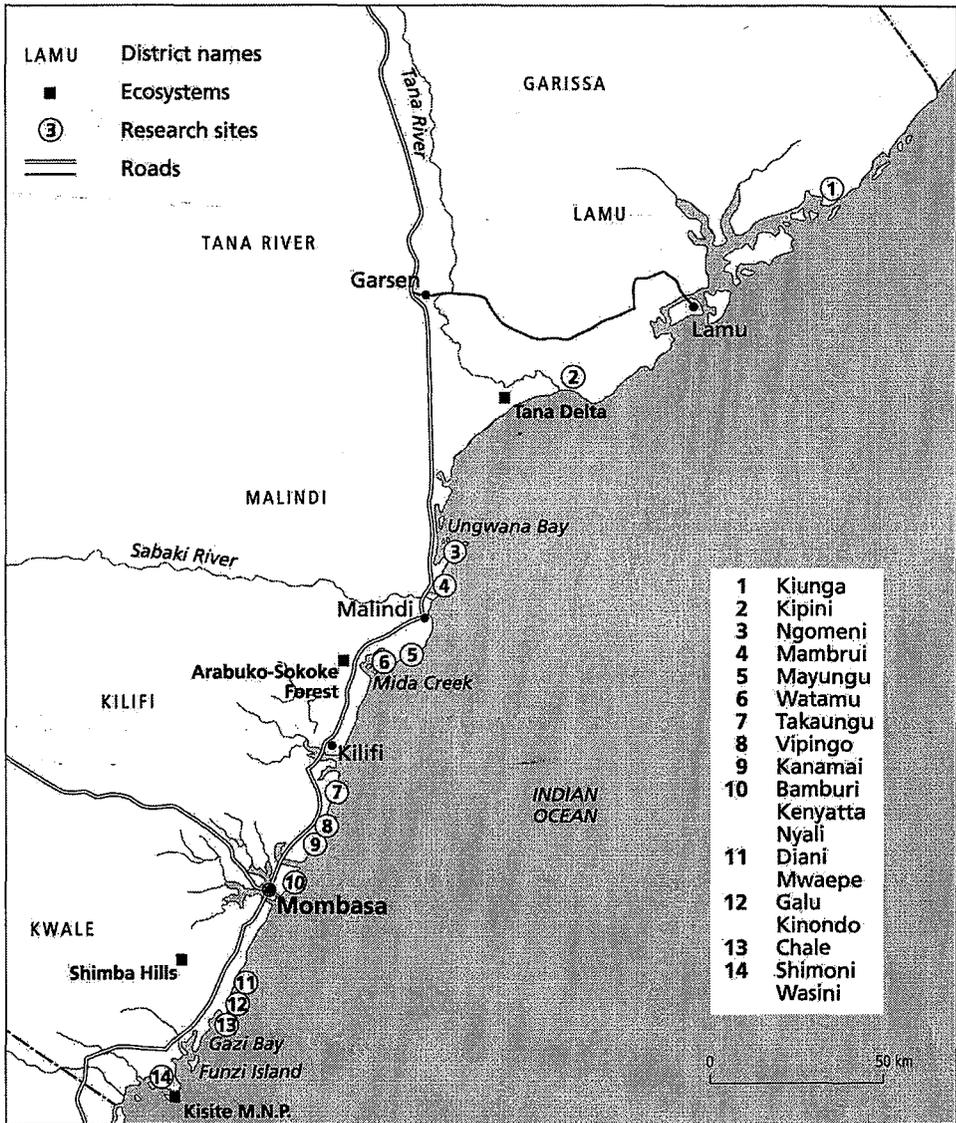 LAMU District names
Ecosystems
3 Research sites
Roads
Tana River
GARISSA
1
LAMU
TANA RIVER
Garsen
Lamu
2
Tana Delta
MALINDI
Ungwana Bay
3
Sabaki River
4
Malindi
5
6
Arabuko-Sokoke
Forest
Mida Creek
KILIFI
Kilifi
7
INDIAN
OCEAN
8
9
10
Mombasa
KWALE
Shimba Hills
11
12
13
Gazi Bay
Funzi Island
14
Kisite M.N.P.
1 Kiunga
2 Kipini
3 Ngomeni
4 Mambrui
5 Mayungu
6 Watamu
7 Takaungu
8 Vipingo
9 Kanamai
10 Bamburi
Kenyatta
Nyali
11 Diani
Mwaepe
12 Galu
Kinondo
13 Chale
14 Shimoni
Wasini
0 50 km